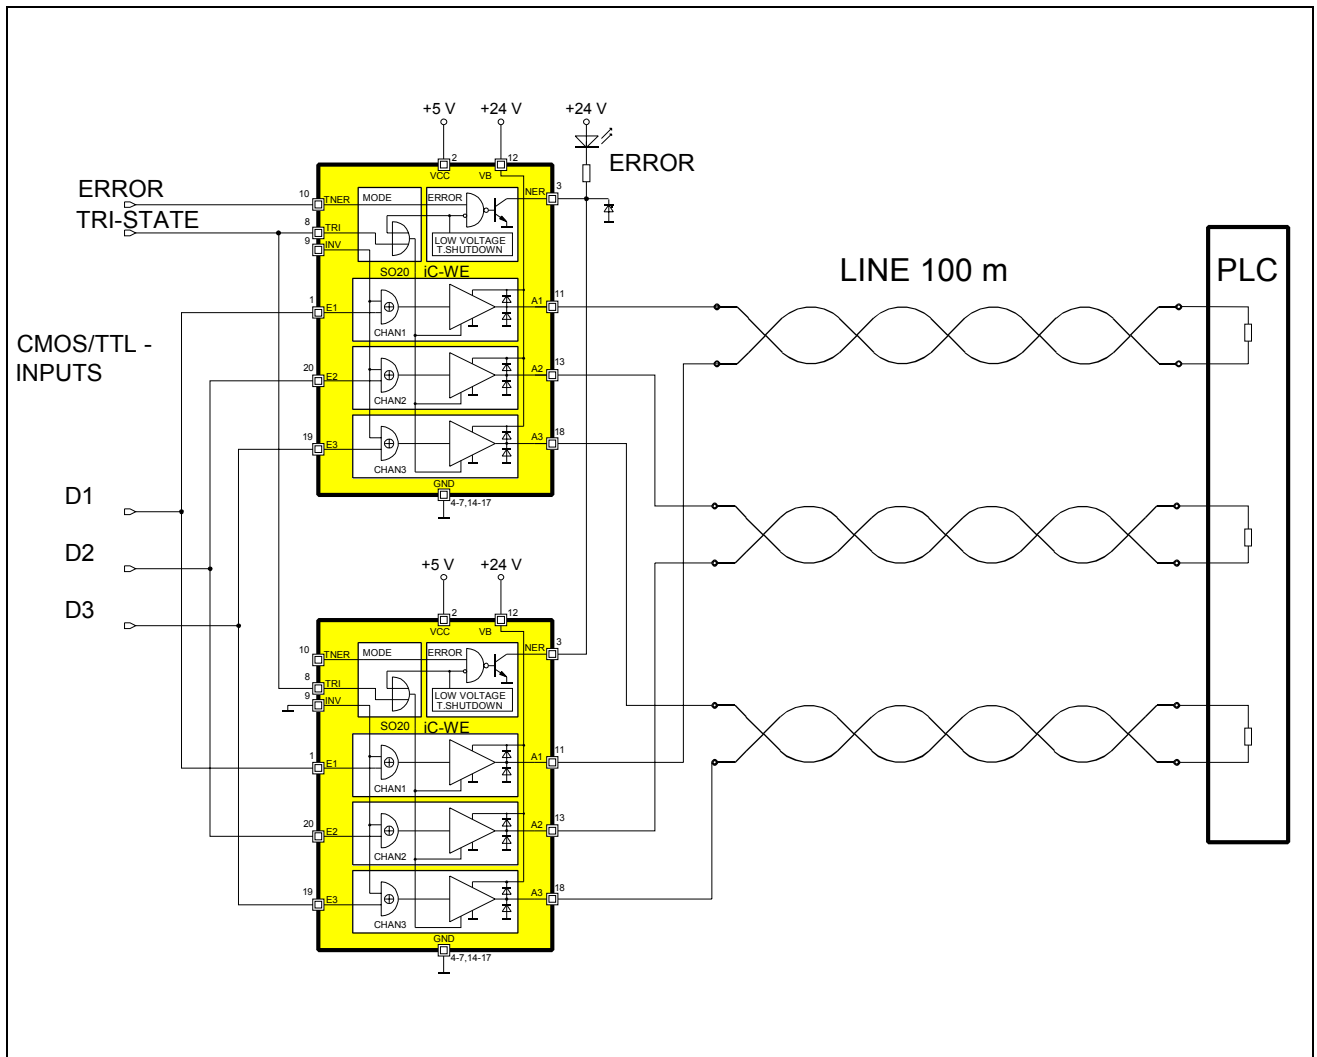 +5 V +24 V +24 V
2 12
VCC VB
ERROR
ERROR
TRI-STATE
10 TNER MODE ERROR NER 3
8 TRI
9 INV
LOW VOLTAGE
T.SHUTDOWN
SO20 iC-WE
LINE 100 m
PLC
1 E1 A1 11
CHAN1
CMOS/TTL -
INPUTS
20 E2 A2 13
CHAN2
19 E3 A3 18
CHAN3
GND
4-7,14-17
D1
D2
D3
+5 V +24 V
2 12
VCC VB
10 TNER MODE ERROR NER 3
8 TRI
9 INV
LOW VOLTAGE
T.SHUTDOWN
SO20 iC-WE
1 E1 A1 11
CHAN1
20 E2 A2 13
CHAN2
19 E3 A3 18
CHAN3
GND
4-7,14-17